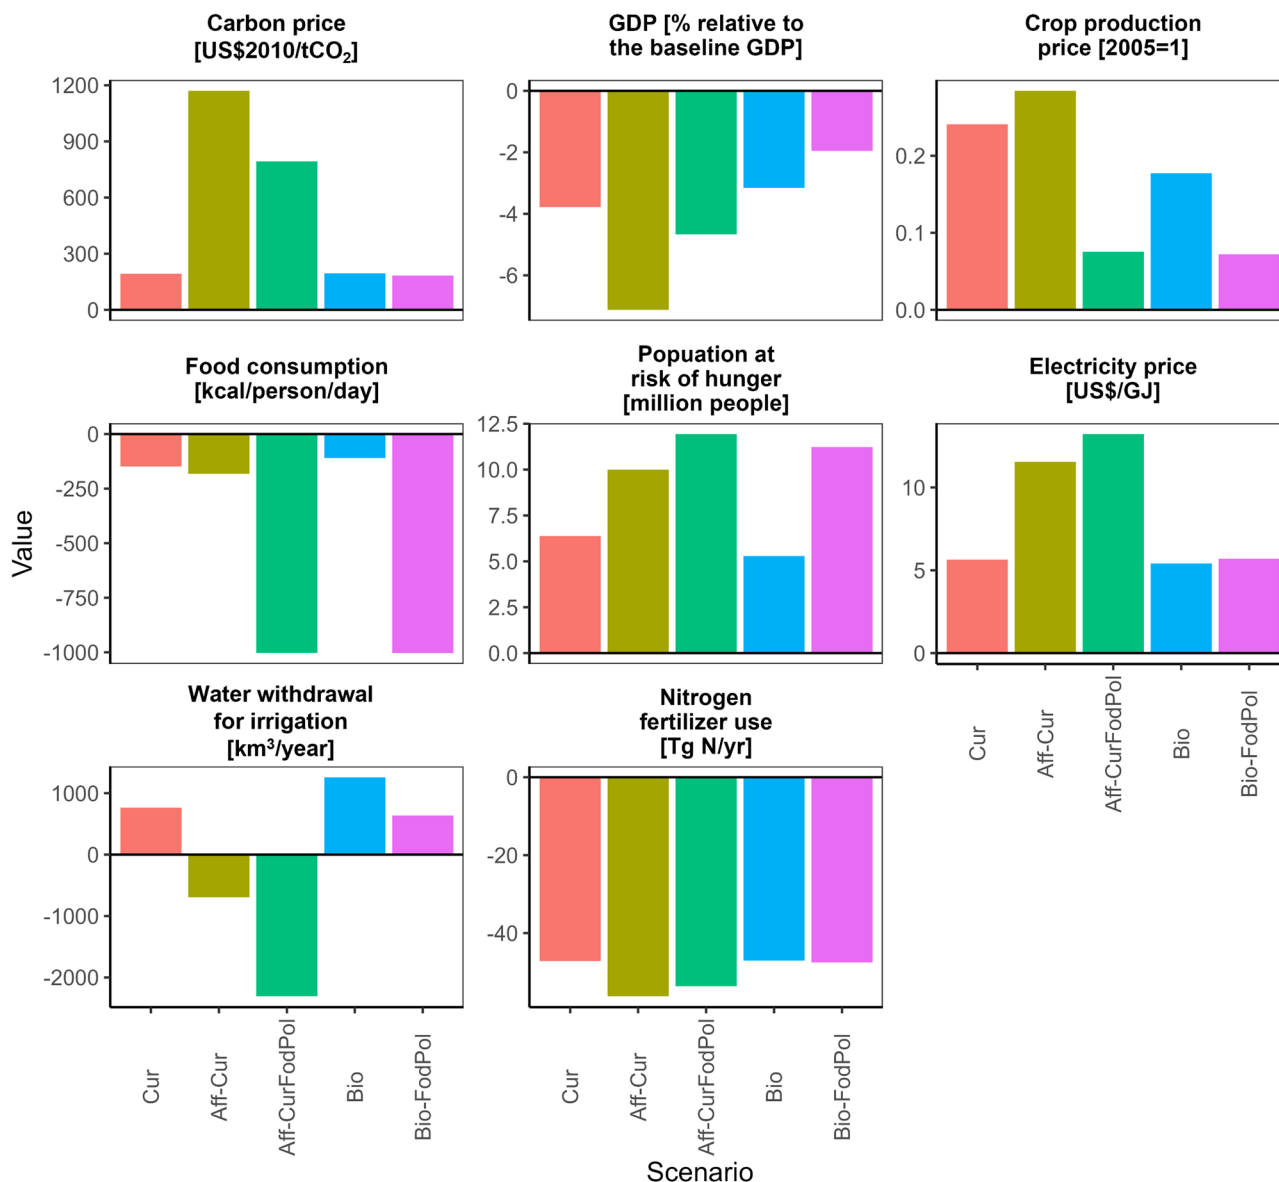 Carbon price
[US$2010/tCO₂]
GDP [% relative to
the baseline GDP]
Crop production
price [2005=1]
1200
900
600
300
0
0
-2
-4
-6
0.2
0.1
0.0
Food consumption
[kcal/person/day]
Popuation at
risk of hunger
[million people]
Electricity price
[US$/GJ]
0
-250
-500
-750
-1000
12.5
10.0
7.5
5.0
2.5
0.0
10
5
0
Value
Cur
Aff-Cur
Aff-CurFodPol
Bio
Bio-FodPol
Water withdrawal
for irrigation
[km³/year]
Nitrogen
fertilizer use
[Tg N/yr]
1000
0
-1000
-2000
0
-20
-40
Cur
Aff-Cur
Aff-CurFodPol
Bio
Bio-FodPol
Cur
Aff-Cur
Aff-CurFodPol
Bio
Bio-FodPol
Scenario